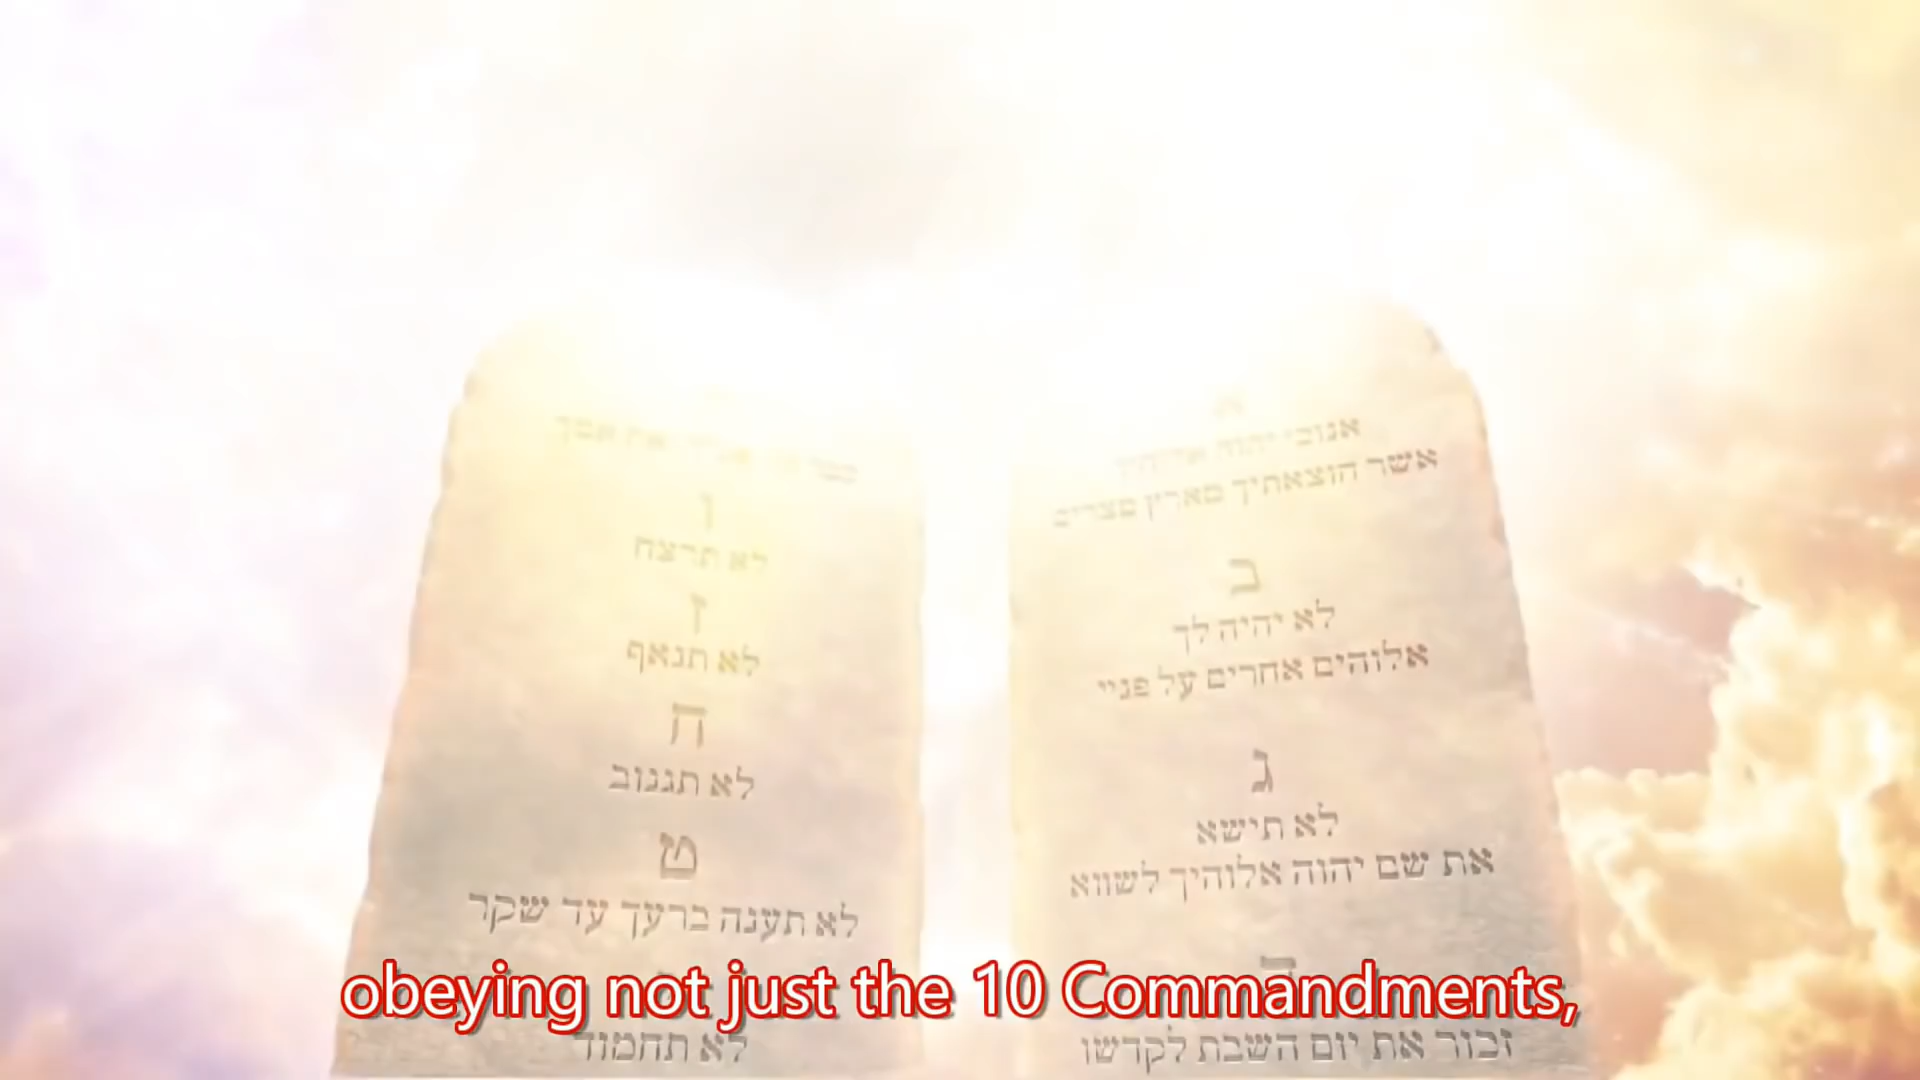 א
אנוכי יהוה אלוהיך
אשר הוצאתיך מארץ מצרים
ב
לא יהיה לך
אלוהים אחרים על פניי
ג
לא תישא
את שם יהוה אלוהיך לשווא
ד
זכור את יום השבת לקדשו
ו
לא תרצח
ז
לא תנאף
ח
לא תגנוב
ט
לא תענה ברעך עד שקר
לא תחמוד
obeying not just the 10 Commandments,